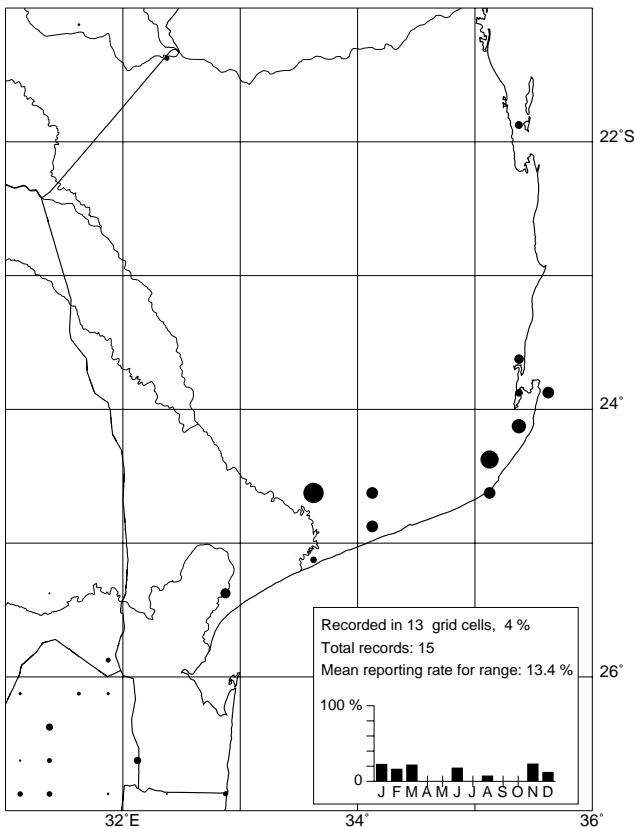 22°S
24°
Recorded in 13 grid cells, 4 %
Total records: 15
Mean reporting rate for range: 13.4 %
26°
100 %
0
J F M A M J J A S O N D
32°E 34° 36°